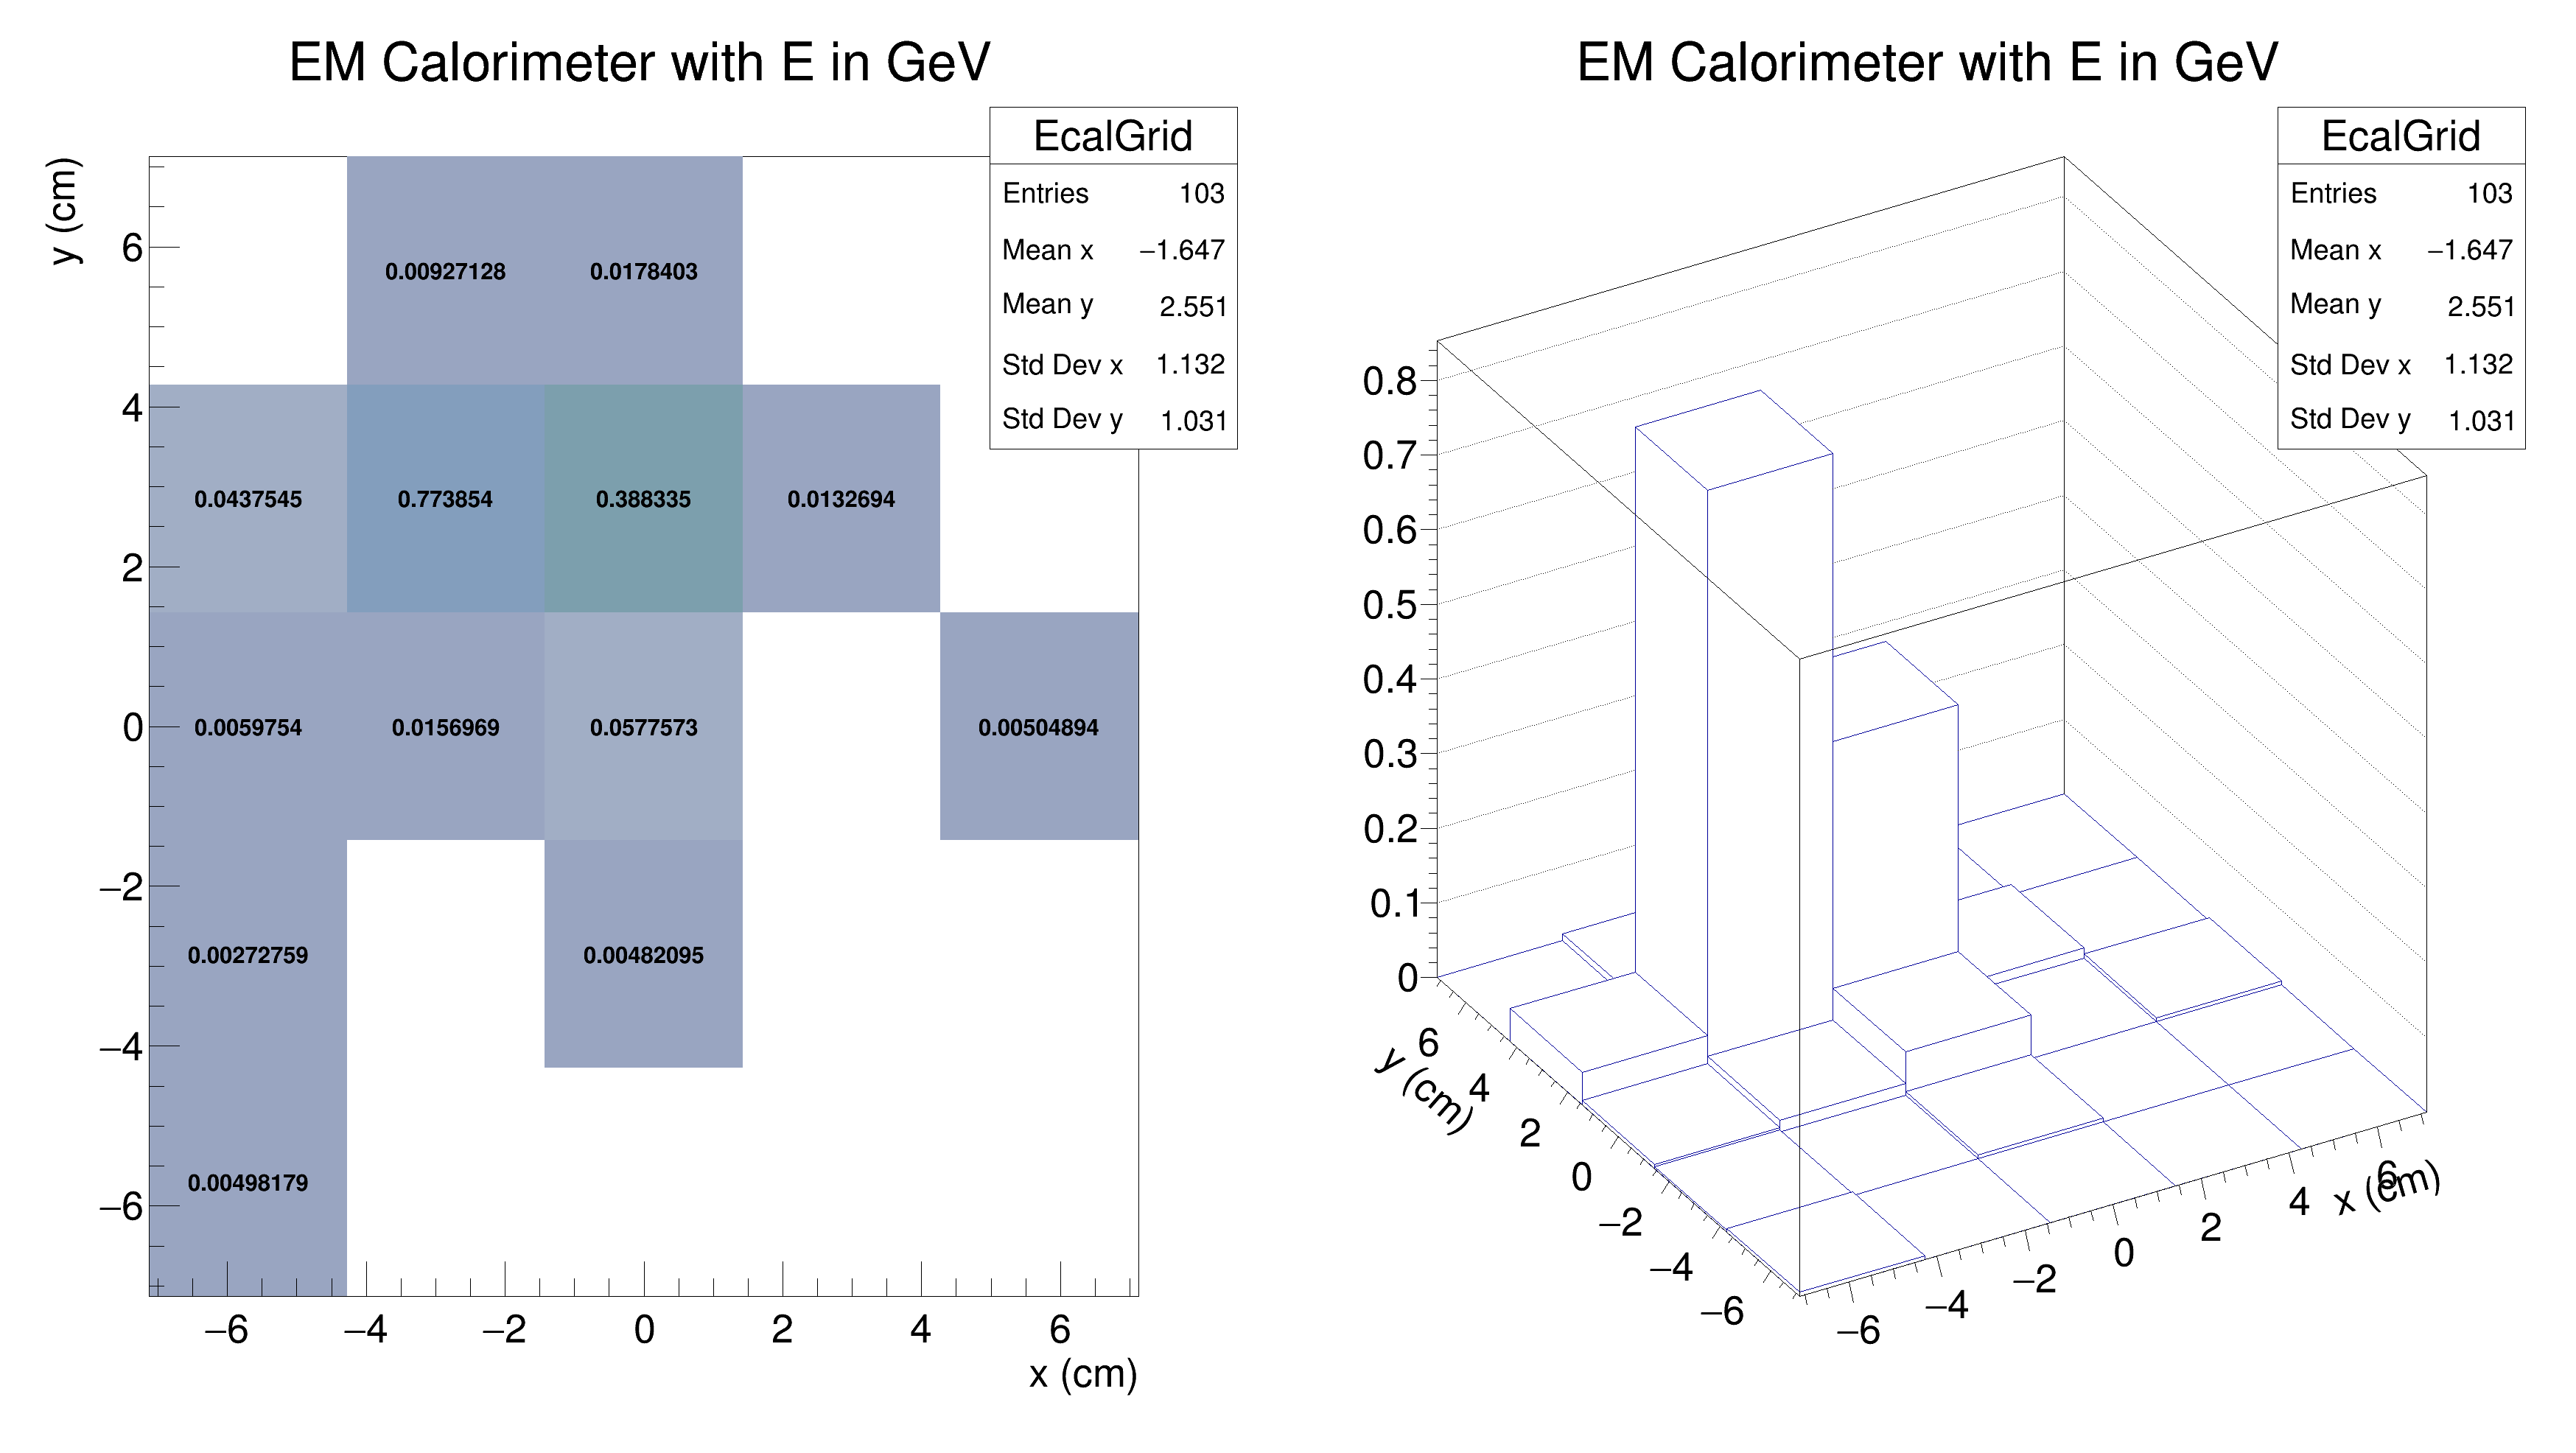 EM Calorimeter with E in GeV
EcalGrid
Entries 103
Mean x −1.647
Mean y 2.551
Std Dev x 1.132
Std Dev y 1.031
y (cm)
6
4
2
0
−2
−4
−6
0.00927128 0.0178403
0.0437545 0.773854 0.388335 0.0132694
0.0059754 0.0156969 0.0577573 0.00504894
0.00272759 0.00482095
0.00498179
−6 −4 −2 0 2 4 6
x (cm)
EM Calorimeter with E in GeV
EcalGrid
Entries 103
Mean x −1.647
Mean y 2.551
Std Dev x 1.132
Std Dev y 1.031
0.8
0.7
0.6
0.5
0.4
0.3
0.2
0.1
0
y (cm)
6
4
2
0
−2
−4
−6
−6 −4 −2 0 2 4 6
x (cm)